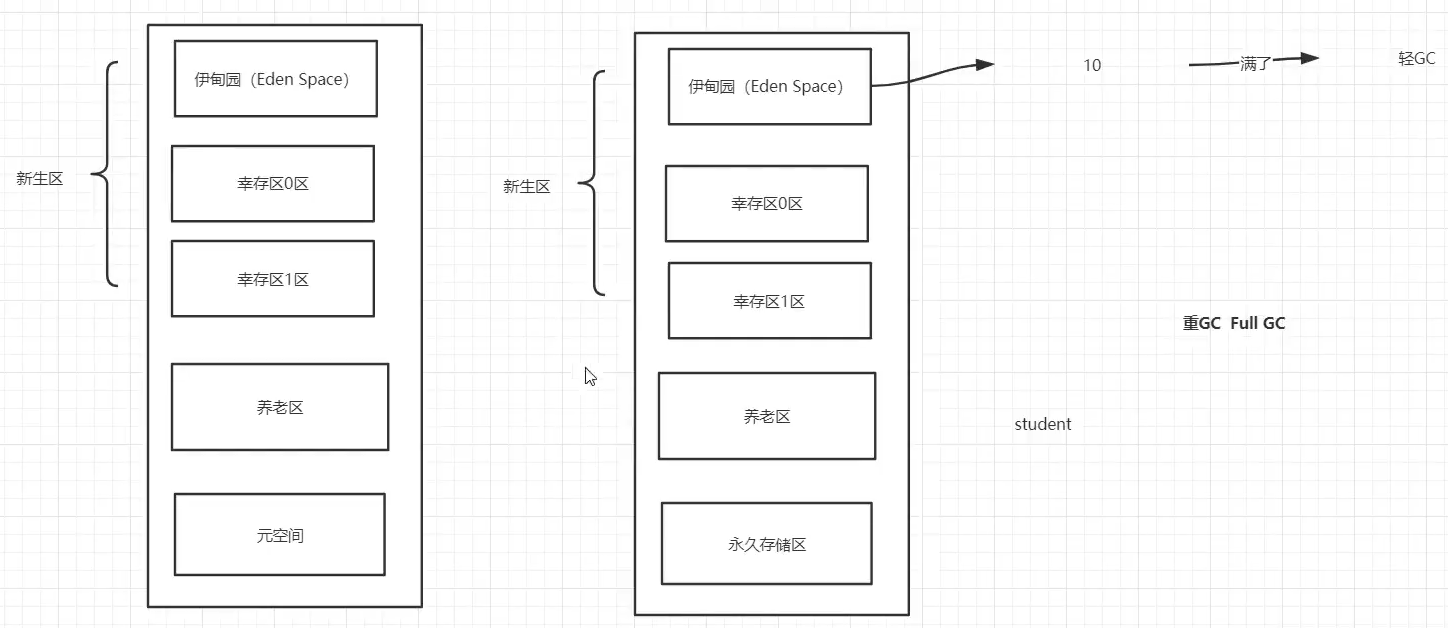 伊甸园（Eden Space）
新生区
幸存区0区
幸存区1区
养老区
元空间
伊甸园（Eden Space）
新生区
幸存区0区
幸存区1区
养老区
永久存储区
10
满了
轻GC
重GC Full GC
student